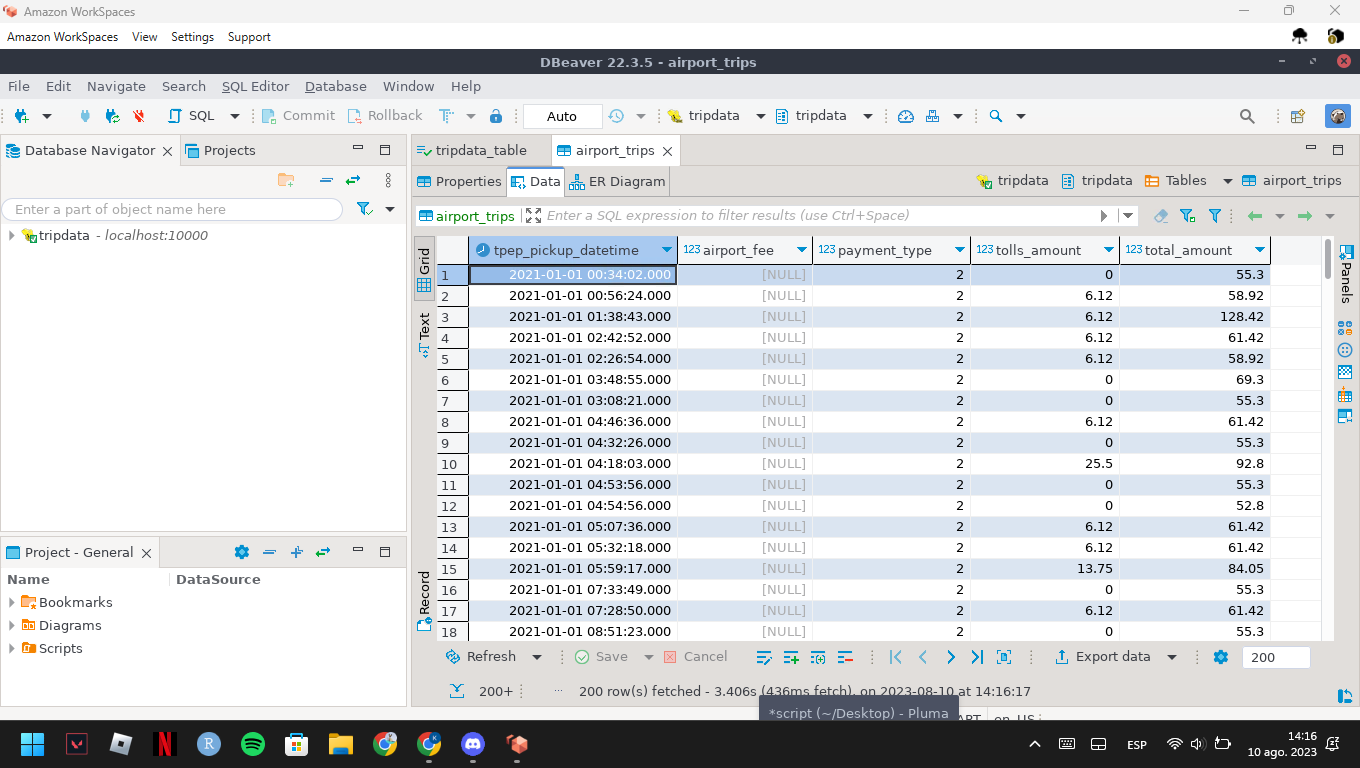 Amazon WorkSpaces
Amazon WorkSpaces View Settings Support
DBeaver 22.3.5 - airport_trips
File Edit Navigate Search SQL Editor Database Window Help
SQL Commit Rollback Auto tripdata tripdata
Database Navigator Projects
Enter a part of object name here
tripdata - localhost:10000
tripdata_table airport_trips
Properties Data ER Diagram tripdata tripdata Tables airport_trips
airport_trips Enter a SQL expression to filter results (use Ctrl+Space)
Grid
Text
Record
tpep_pickup_datetime 123 airport_fee 123 payment_type 123 tolls_amount 123 total_amount
1 2021-01-01 00:34:02.000 [NULL] 2 0 55.3
2 2021-01-01 00:56:24.000 [NULL] 2 6.12 58.92
3 2021-01-01 01:38:43.000 [NULL] 2 6.12 128.42
4 2021-01-01 02:42:52.000 [NULL] 2 6.12 61.42
5 2021-01-01 02:26:54.000 [NULL] 2 6.12 58.92
6 2021-01-01 03:48:55.000 [NULL] 2 0 69.3
7 2021-01-01 03:08:21.000 [NULL] 2 0 55.3
8 2021-01-01 04:46:36.000 [NULL] 2 6.12 61.42
9 2021-01-01 04:32:26.000 [NULL] 2 0 55.3
10 2021-01-01 04:18:03.000 [NULL] 2 25.5 92.8
11 2021-01-01 04:53:56.000 [NULL] 2 0 55.3
12 2021-01-01 04:54:56.000 [NULL] 2 0 52.8
13 2021-01-01 05:07:36.000 [NULL] 2 6.12 61.42
14 2021-01-01 05:32:18.000 [NULL] 2 6.12 61.42
15 2021-01-01 05:59:17.000 [NULL] 2 13.75 84.05
16 2021-01-01 07:33:49.000 [NULL] 2 0 55.3
17 2021-01-01 07:28:50.000 [NULL] 2 6.12 61.42
18 2021-01-01 08:51:23.000 [NULL] 2 0 55.3
Panels
Project - General
Name DataSource
Bookmarks
Diagrams
Scripts
Refresh Save Cancel Export data 200
200+ 200 row(s) fetched - 3.406s (436ms fetch), on 2023-08-10 at 14:16:17
*script (~/Desktop) - Pluma
ART en_US
R ESP 14:16
10 ago. 2023